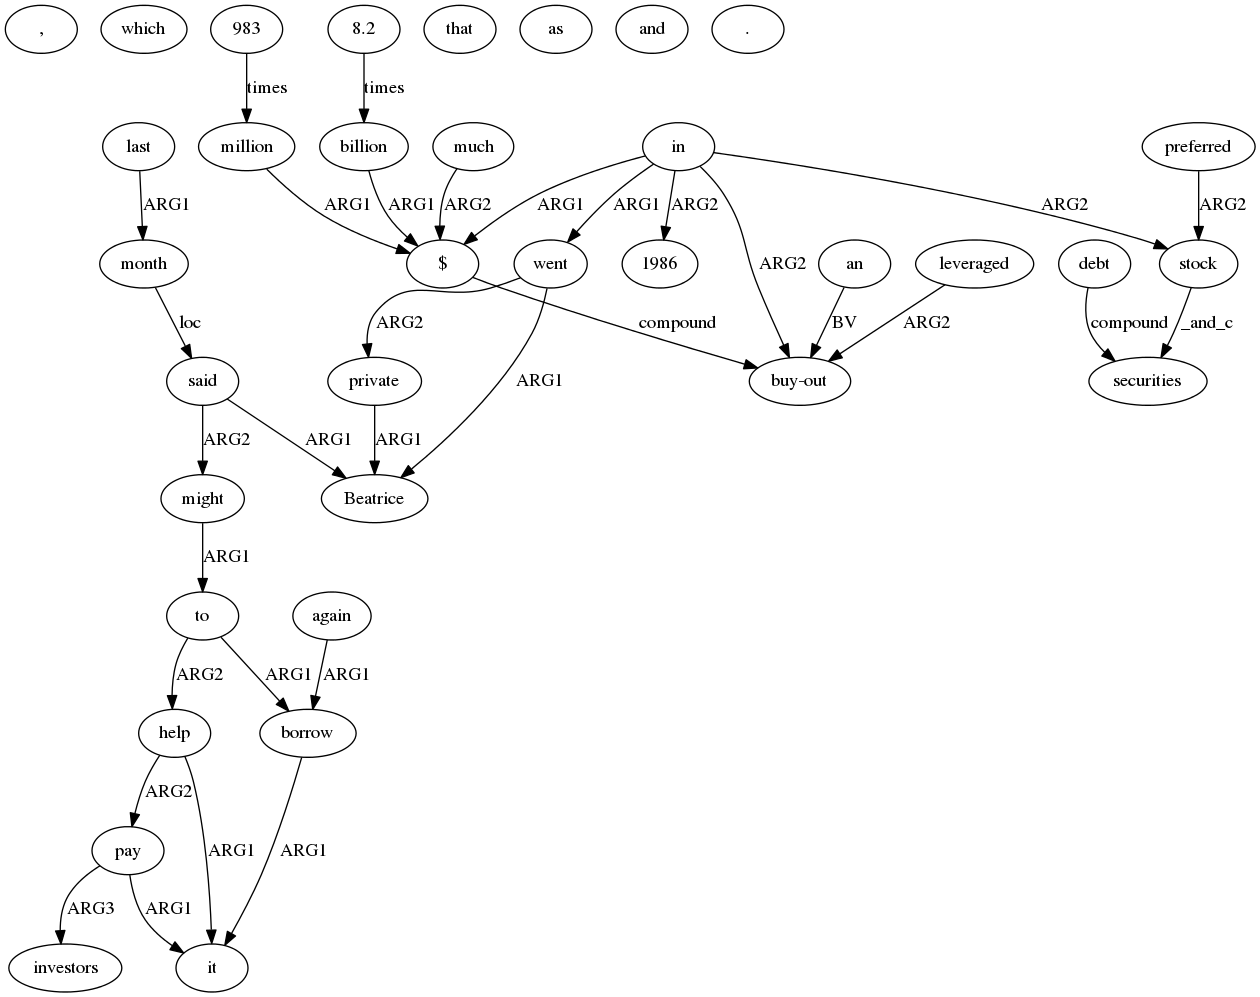 , which 983 8.2 that as and .
times times
last million billion much in preferred
ARG1 ARG1 ARG1 ARG2 ARG1 ARG1 ARG2 ARG2 ARG2
month $ went 1986 an leveraged debt stock
ARG2
loc ARG2 compound BV ARG2 compound _and_c
said private buy-out securities
ARG1
ARG2 ARG1 ARG1
might Beatrice
ARG1
to again
ARG2 ARG1 ARG1
help borrow
ARG2
ARG1 ARG1
pay
ARG3 ARG1
investors it